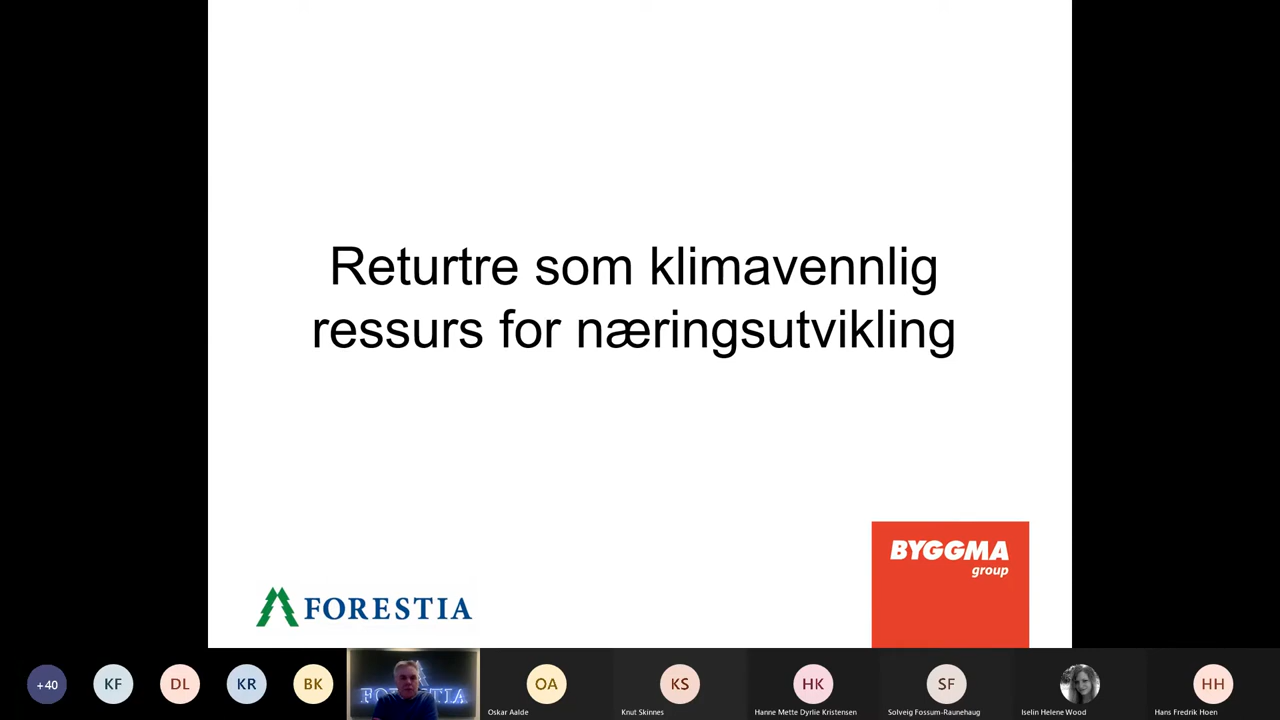 Returtre som klimavennlig
ressurs for næringsutvikling
BYGGMA
group
FORESTIA
+40
KF
DL
KR
BK
FORESTIA
OA
KS
HK
SF
HH
Oskar Aalde
Knut Skinnes
Hanne Mette Dyrlie Kristensen
Solveig Fossum-Raunehaug
Iselin Helene Wood
Hans Fredrik Hoen